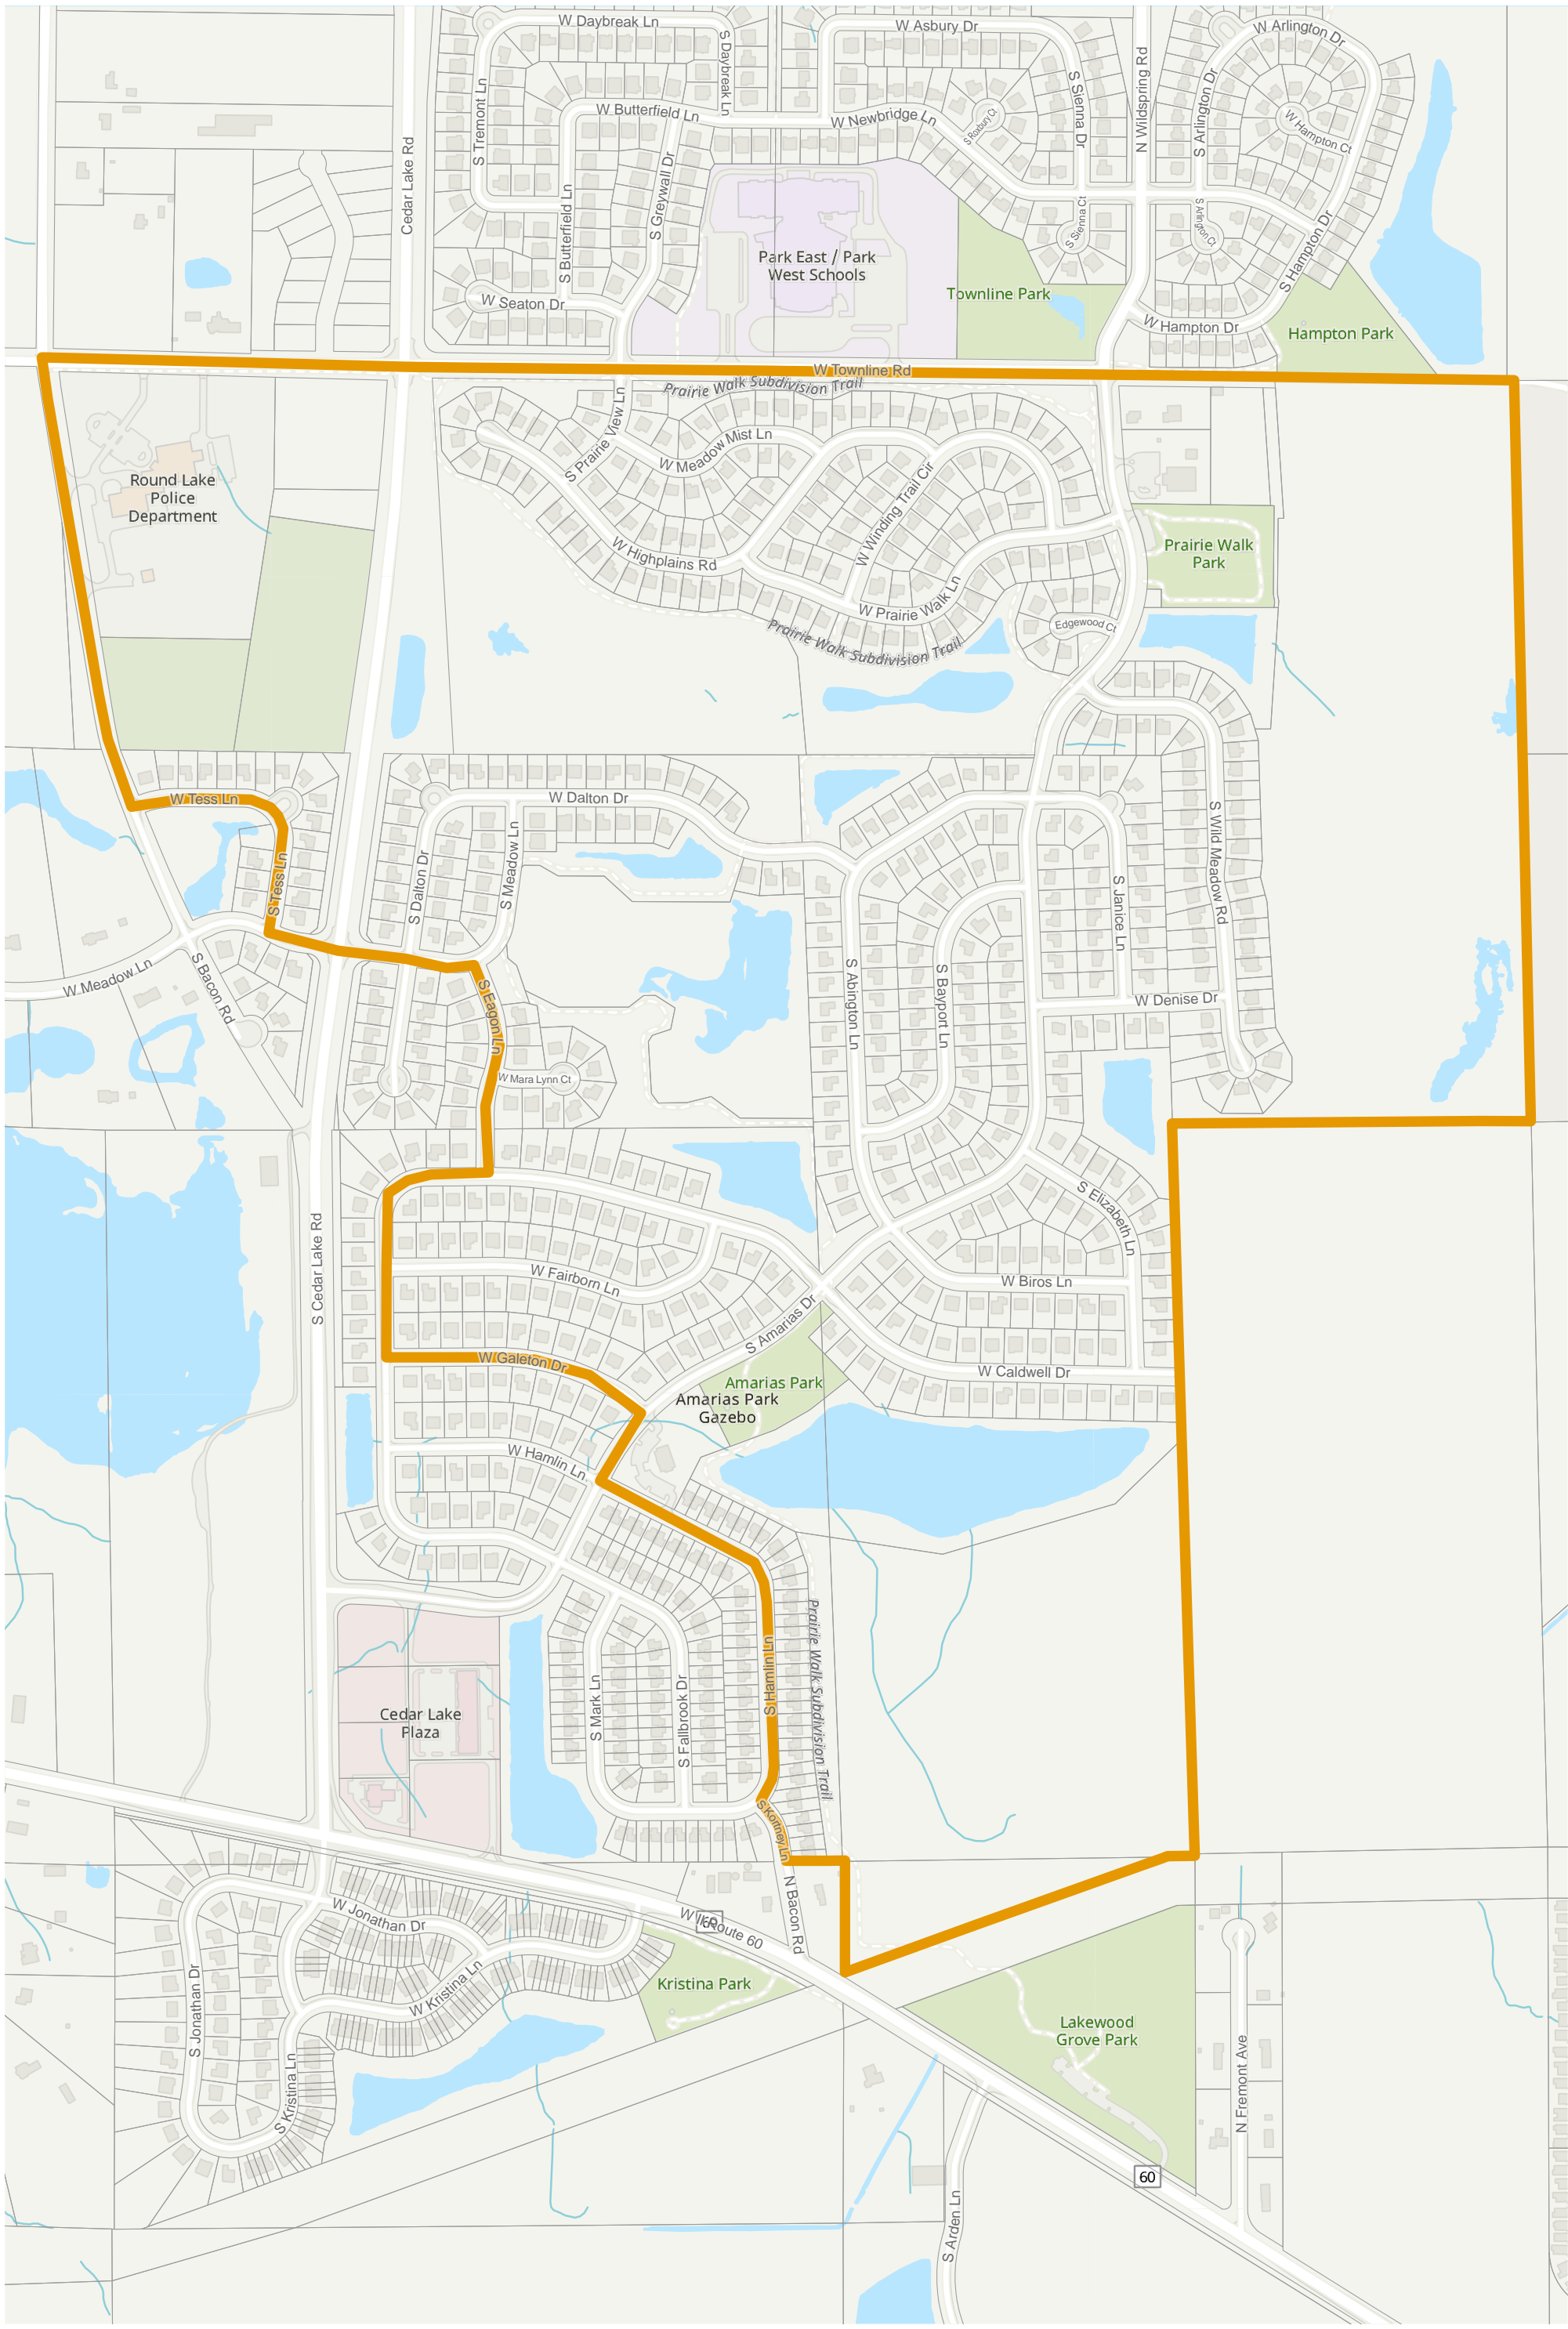 W Daybreak Ln
S Daybreak Ln
W Asbury Dr
W Arlington Dr
S Tremont Ln
Cedar Lake Rd
W Butterfield Ln
W Newbridge Ln
S Roxbury Ct
S Sienna Dr
N Wildspring Rd
S Arlington Dr
W Hampton Ct
S Greywall Dr
S Butterfield Ln
S Sienna Ct
S Arlington Ct
S Hampton Dr
Park East / Park
West Schools
W Seaton Dr
Townline Park
W Hampton Dr
Hampton Park
W Townline Rd
Prairie Walk Subdivision Trail
S Prairie View Ln
W Meadow Mist Ln
Round Lake
Police
Department
W Winding Trail Cir
W Highplains Rd
Prairie Walk
Park
W Prairie Walk Ln
Edgewood Ct
Prairie Walk Subdivision Trail
W Tess Ln
W Dalton Dr
S Tess Ln
S Dalton Dr
S Meadow Ln
S Janice Ln
S Wild Meadow Rd
W Meadow Ln
S Bacon Rd
S Eagon Ln
S Abington Ln
S Bayport Ln
W Denise Dr
W Mara Lynn Ct
S Cedar Lake Rd
S Elizabeth Ln
W Fairborn Ln
W Biros Ln
S Amarias Dr
W Galeton Dr
W Caldwell Dr
Amarias Park
Amarias Park
Gazebo
W Hamlin Ln
S Hamlin Ln
Prairie Walk Subdivision Trail
S Mark Ln
S Fallbrook Dr
Cedar Lake
Plaza
S Kortney Ln
N Bacon Rd
W Jonathan Dr
W Il Route 60
60
S Jonathan Dr
W Kristina Ln
Kristina Park
Lakewood
Grove Park
S Kristina Ln
N Fremont Ave
60
S Arden Ln